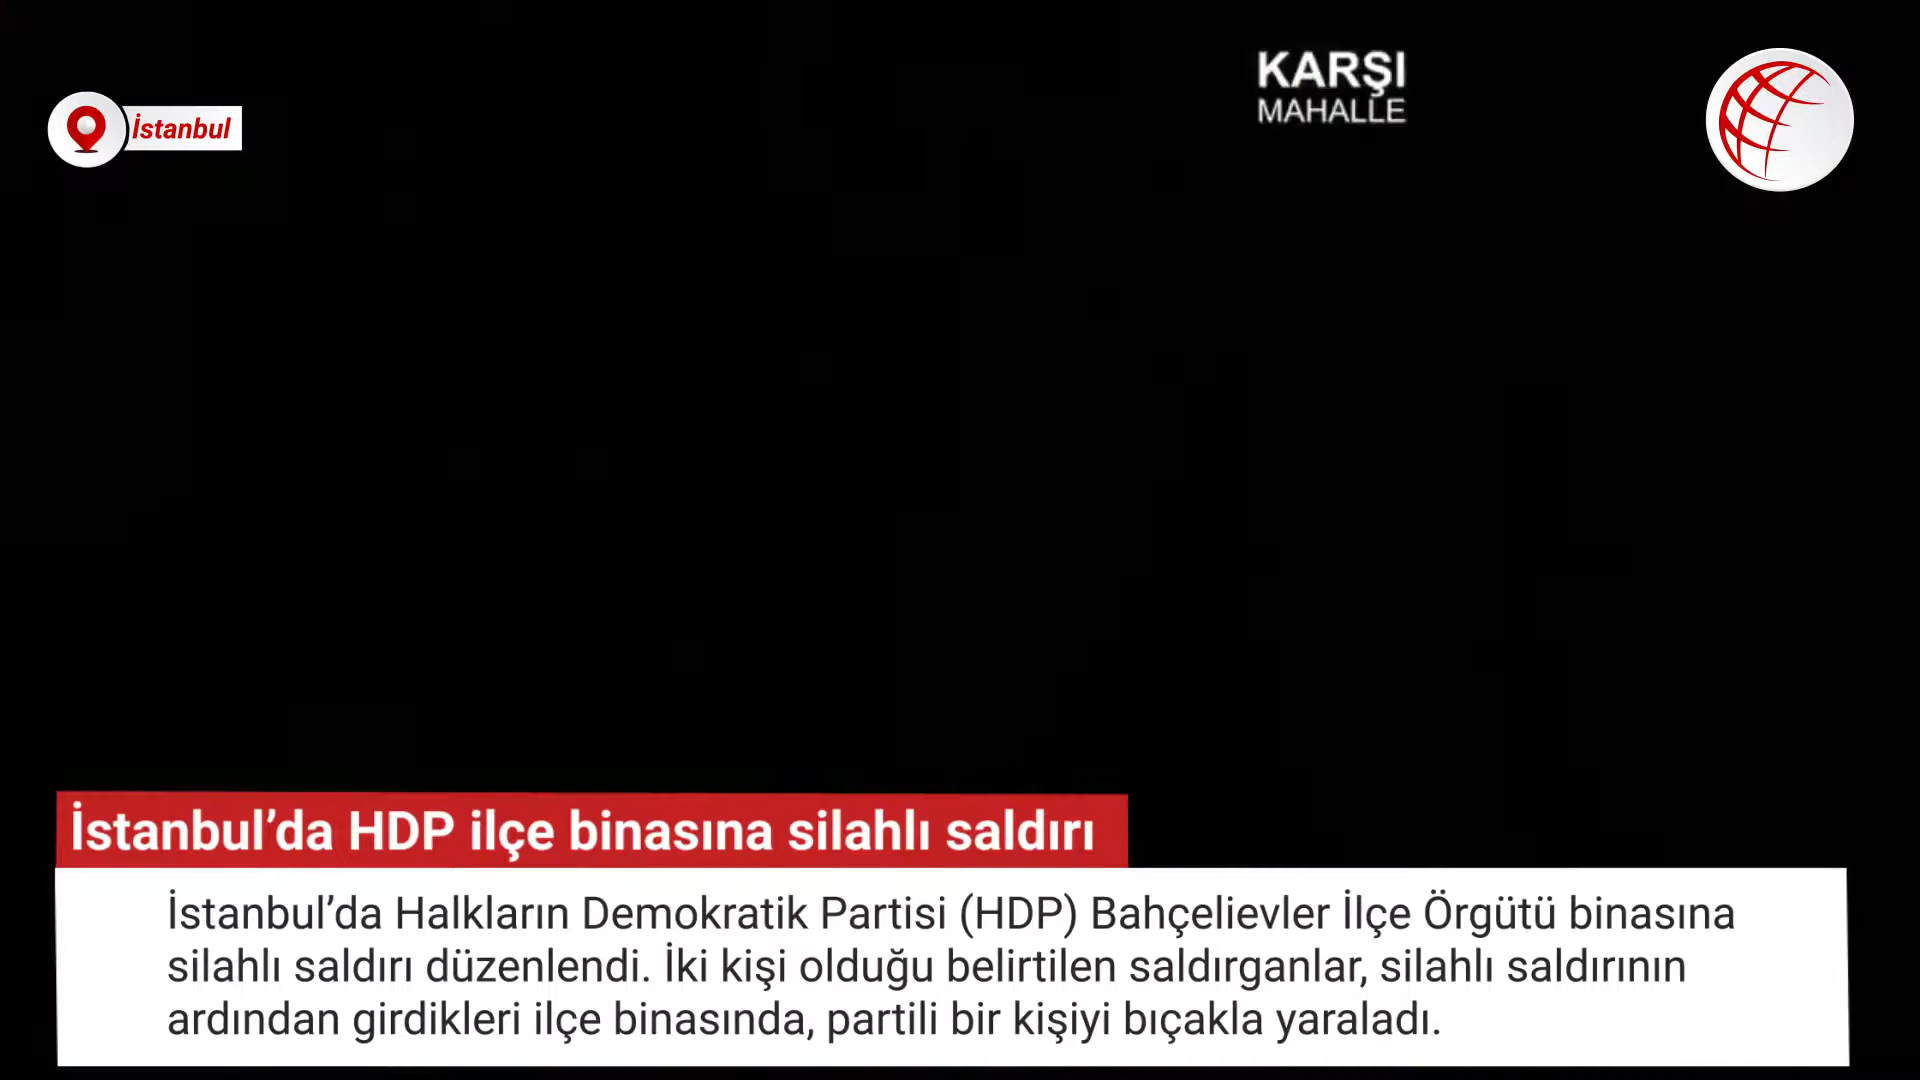 KARŞI
MAHALLE
İstanbul
İstanbul’da HDP ilçe binasına silahlı saldırı
İstanbul’da Halkların Demokratik Partisi (HDP) Bahçelievler İlçe Örgütü binasına
silahlı saldırı düzenlendi. İki kişi olduğu belirtilen saldırganlar, silahlı saldırının
ardından girdikleri ilçe binasında, partili bir kişiyi bıçakla yaraladı.